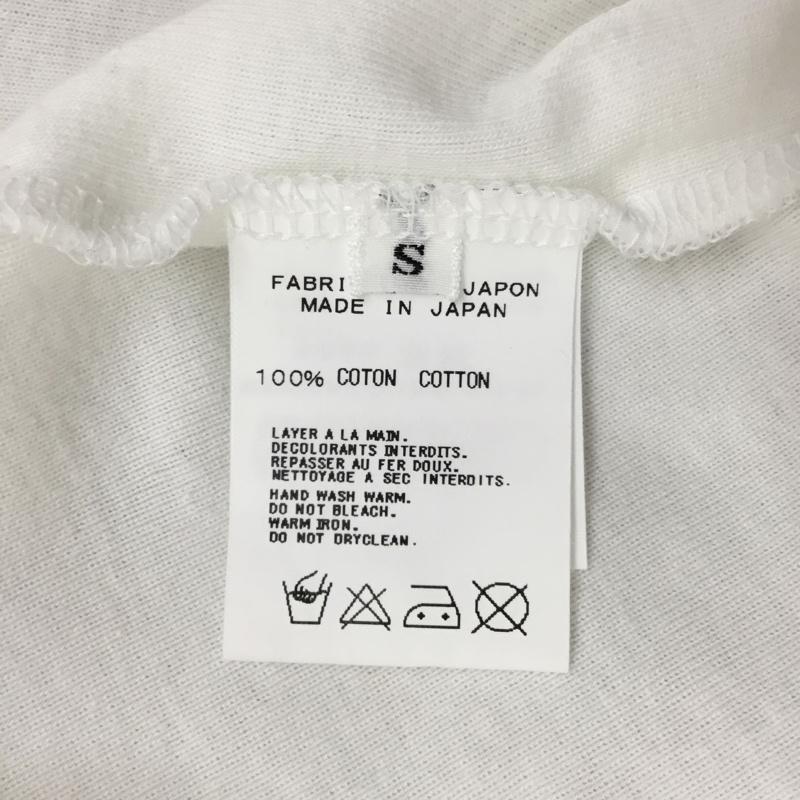 S
FABRI JAPON
MADE IN JAPAN
100% COTON COTTON
LAYER A LA MAIN.
DECOLORANTS INTERDITS.
REPASSER AU FER DOUX.
NETTOYAGE A SEC INTERDITS.
HAND WASH WARM.
DO NOT BLEACH.
WARM IRON.
DO NOT DRYCLEAN.